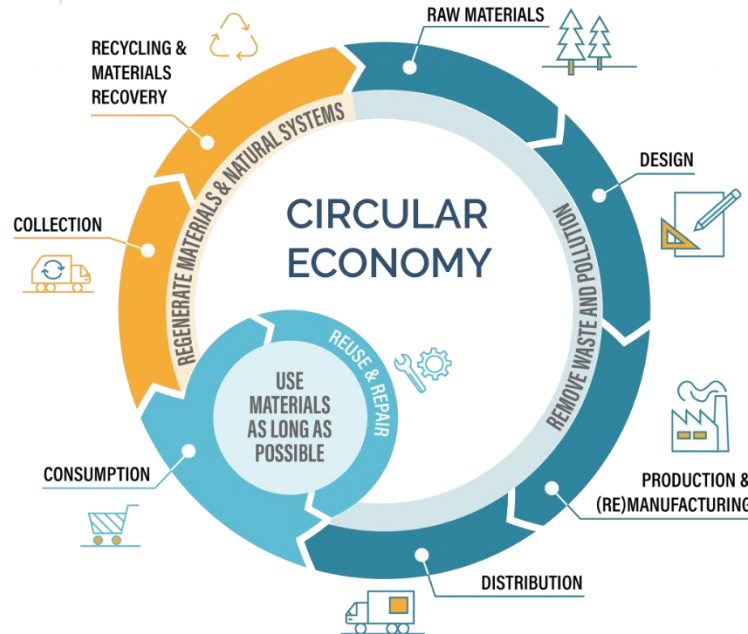 RAW MATERIALS
RECYCLING &
MATERIALS
RECOVERY
DESIGN
COLLECTION
REGENERATE MATERIALS & NATURAL SYSTEMS
CIRCULAR
ECONOMY
REMOVE WASTE AND POLLUTION
REUSE & REPAIR
USE
MATERIALS
AS LONG AS
POSSIBLE
CONSUMPTION
PRODUCTION &
(RE)MANUFACTURING
DISTRIBUTION